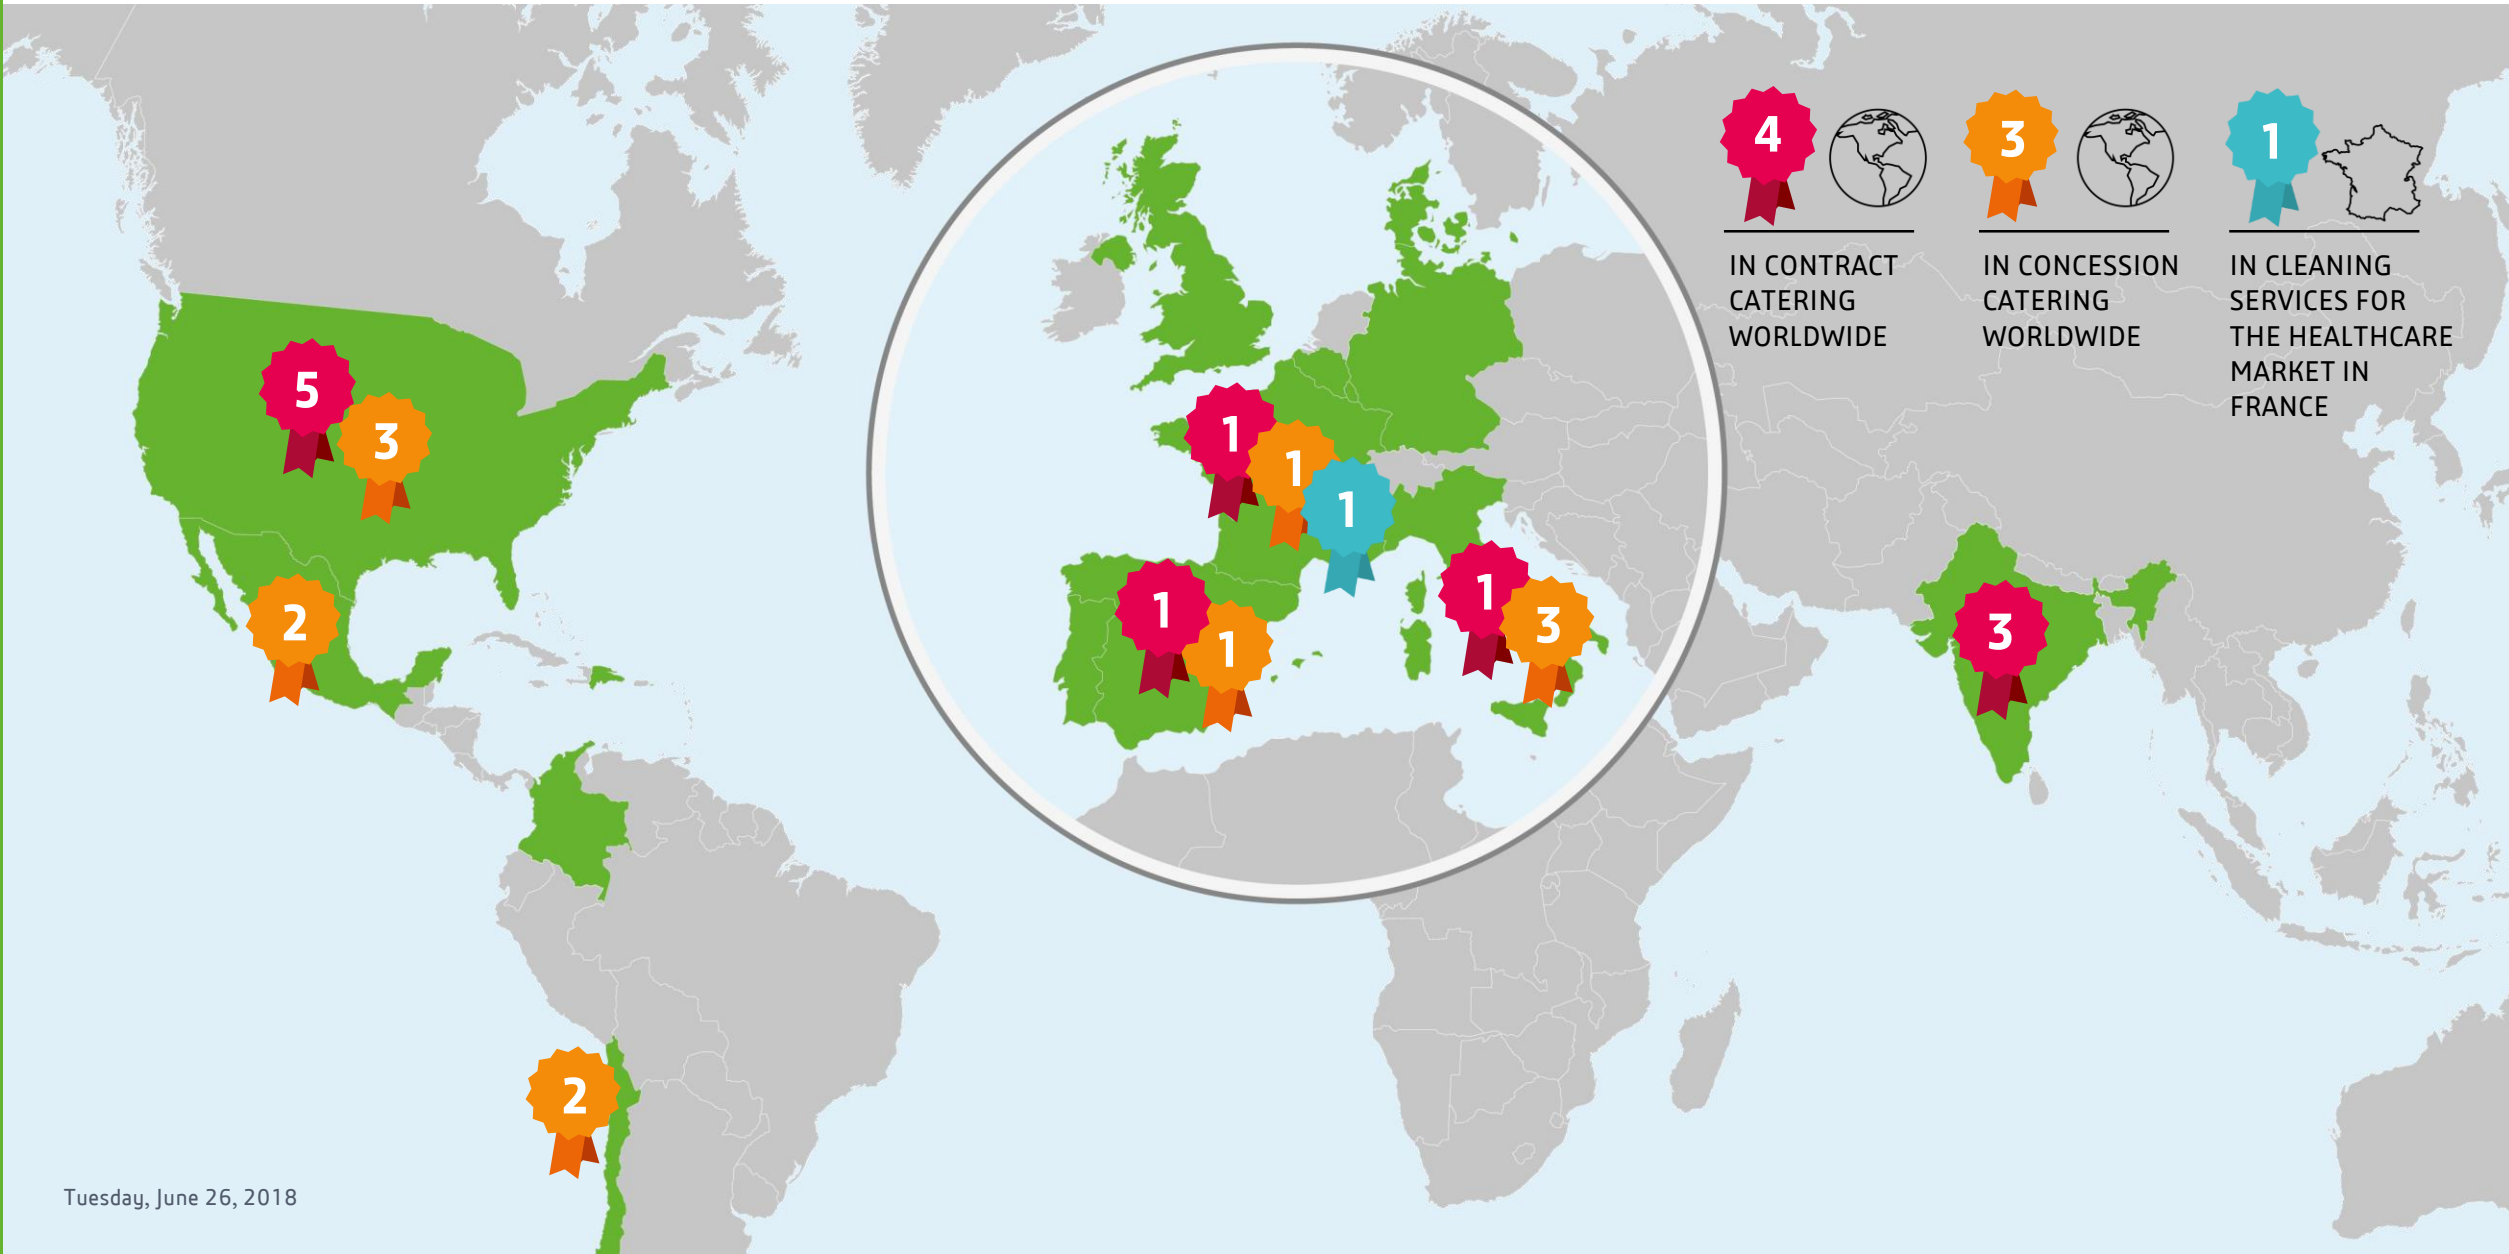 4
IN CONTRACT
CATERING
WORLDWIDE
3
IN CONCESSION
CATERING
WORLDWIDE
1
IN CLEANING
SERVICES FOR
THE HEALTHCARE
MARKET IN
FRANCE
5
3
2
2
1
1
1
1
1
1
3
3
Tuesday, June 26, 2018